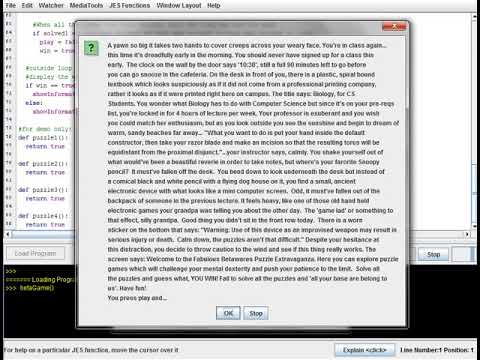 Edit Watcher MediaTools JES Functions Window Layout Help
#When all th
if solved1 =
play = fal
win = true
#outside loop
#display the w
if win == true
showInformat
else:
showInformat
#for demo only:
def puzzle1():
return true
def puzzle2():
return true
def puzzle3():
return true
def puzzle4():
return true
A yawn so big it takes two hands to cover creeps across your weary face. You're in class again...
this time it's dreadfully early in the morning. You should never have signed up for a class this
early. The clock on the wall by the door says '10:30', still a full 90 minutes left to go before
you can go snooze in the cafeteria. On the desk in front of you, there is a plastic, spiral bound
textbook which looks suspiciously as if it did not come from a professional printing company,
rather it looks as if it were printed right here on campus. The title says: Biology, for CS
Students. You wonder what Biology has to do with Computer Science but since it's on your pre-reqs
list, you're locked in for 4 hours of lecture per week. Your professor is exuberant and you wish
you could match her enthusiasm, but as you look outside you see the sunshine and begin to dream of
warm, sandy beaches far away... "What you want to do is put your hand inside the default
constructor, then take your razor blade and make an incision so that the resulting torus will be
equidistant from the proximal disjunct."...your instructor says, calmly. You shake yourself out of
what would've been a beautiful reverie in order to take notes, but where's your favorite Snoopy
pencil? It must've fallen off the desk. You bend down to look underneath the desk but instead of
a comical black and white pencil with a flying dog house on it, you find a small, ancient
electronic device with what looks like a mini computer screen. Odd, it must've fallen out of the
backpack of someone in the previous lecture. It feels heavy, like one of those old hand held
electronic games your grandpa was telling you about the other day. The 'game lad' or something to
that effect, silly grandpa. Good thing you didn't sit in the front row today. There is a worn
sticker on the bottom that says: "Warning: Use of this device as an improvised weapon may result in
serious injury or death. Calm down, the puzzles aren't that difficult." Despite your hesitance at
this distraction, you decide to throw caution to the wind and see if this thing really works. The
screen says: Welcome to the Fabulous Betawares Puzzle Extravaganza. Here you can explore puzzle
games which will challenge your mental dexterity and push your patience to the limit. Solve all
the puzzles and guess what, YOU WIN! Fail to solve all the puzzles and 'all your base are belong
to us'. Have fun!
You press play and...
OK Stop
Load Program Stop
>>>
======= Loading Progr
>>> betaGame()
For help on a particular JES function, move the cursor over it Explain <click> Line Number:1 Position: 1